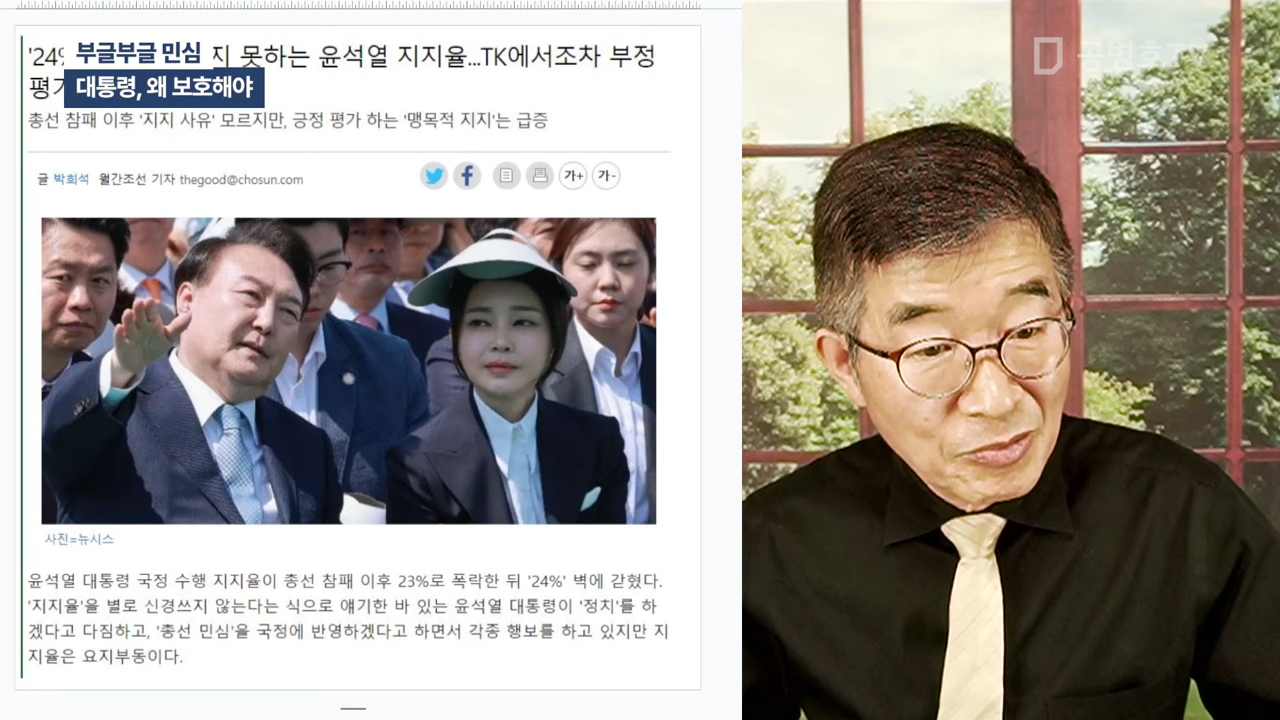 부글부글 민심
대통령, 왜 보호해야
'24% 지 못하는 윤석열 지지율...TK에서조차 부정
평가
총선 참패 이후 '지지 사유' 모르지만, 긍정 평가 하는 '맹목적 지지'는 급증
글 박희석 월간조선 기자 thegood@chosun.com
가+ 가-
사진=뉴시스
윤석열 대통령 국정 수행 지지율이 총선 참패 이후 23%로 폭락한 뒤 '24%' 벽에 갇혔다.
'지지율'을 별로 신경쓰지 않는다는 식으로 얘기한 바 있는 윤석열 대통령이 '정치'를 하
겠다고 다짐하고, '총선 민심'을 국정에 반영하겠다고 하면서 각종 행보를 하고 있지만 지
지율은 요지부동이다.
공병호TV